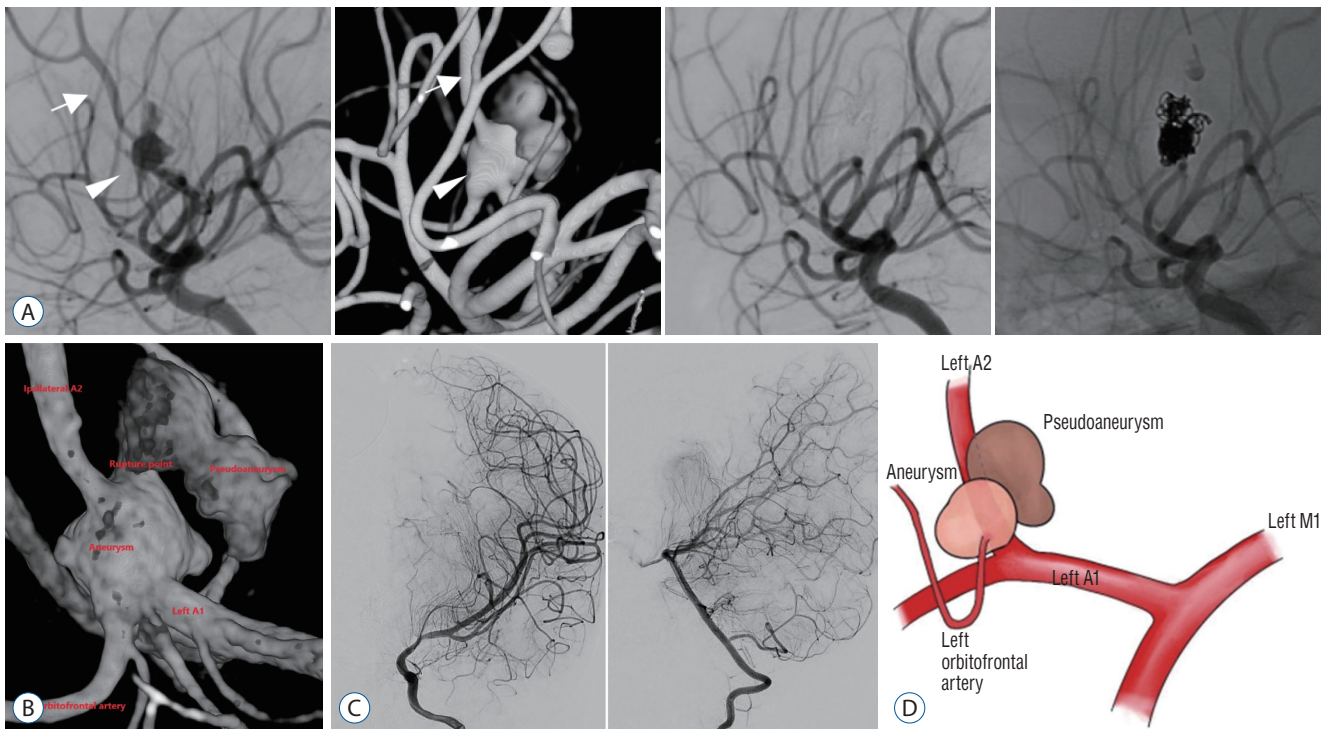 A
Ipsilateral A2
Rupture point
Pseudoaneurysm
Aneurysm
Left A1
orbitofrontal artery
B
C
Left A2
Pseudoaneurysm
Aneurysm
Left M1
Left A1
Left
orbitofrontal
artery
D